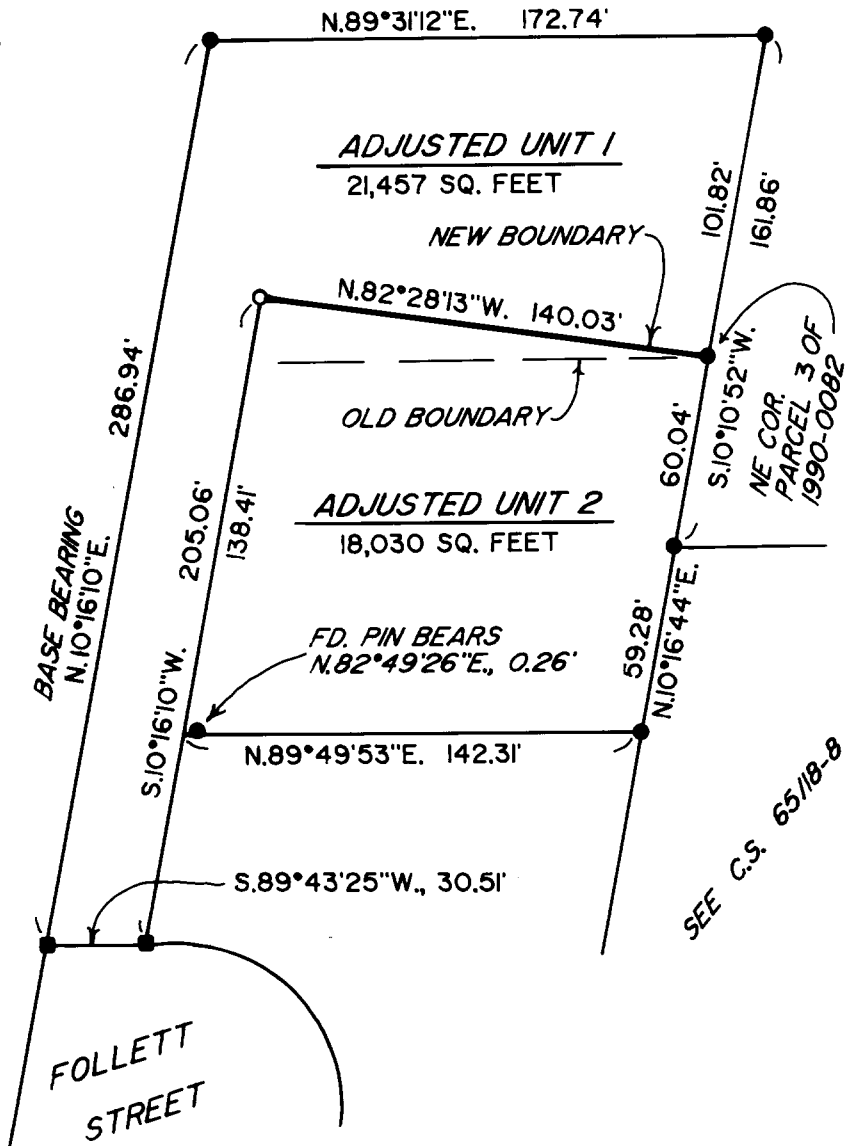 N.89°31'12"E. 172.74'
ADJUSTED UNIT 1
21,457 SQ. FEET
NEW BOUNDARY
101.82'
161.86'
N.82°28'13"W. 140.03'
286.94'
OLD BOUNDARY
60.04'
S.10°10'52"W.
NE COR.
PARCEL 3 OF
1990-0082
ADJUSTED UNIT 2
18,030 SQ. FEET
205.06'
138.41'
BASE BEARING
N.10°16'10"E.
FD. PIN BEARS
N.82°49'26"E., 0.26'
59.28'
N.10°16'44"E.
S.10°16'10"W.
N.89°49'53"E. 142.31'
SEE C.S. 65/18-8
S.89°43'25"W., 30.51'
FOLLETT
STREET